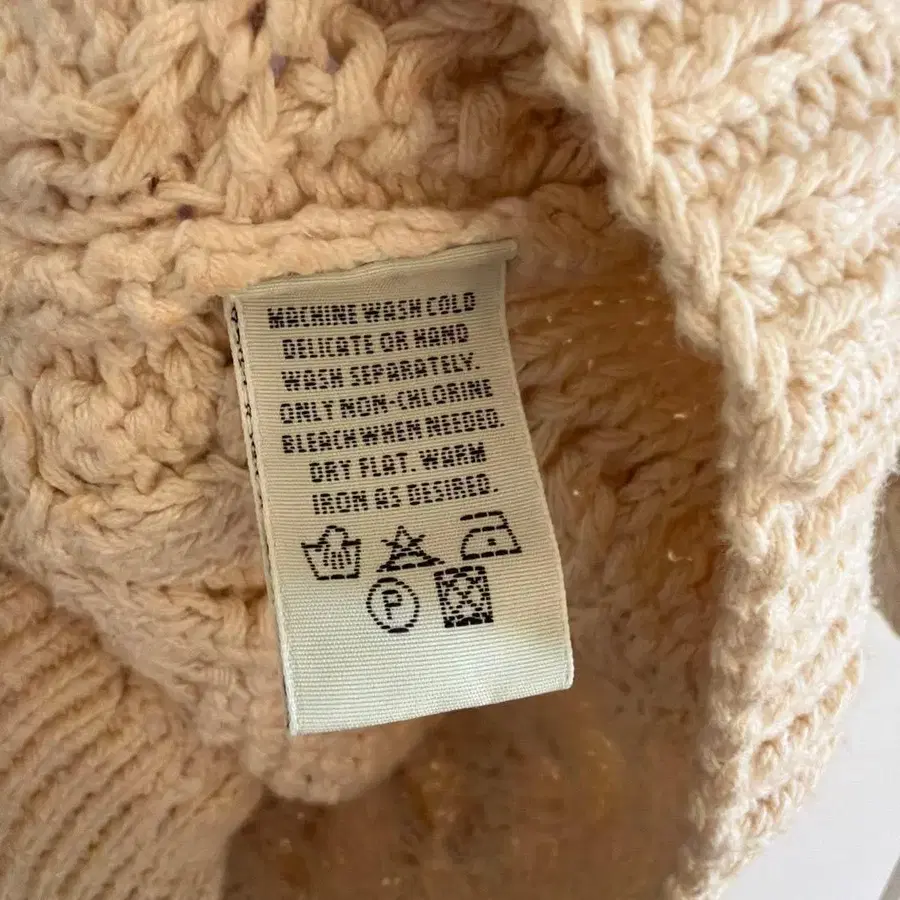 MACHINE WASH COLD
DELICATE OR HAND
WASH SEPARATELY.
ONLY NON-CHLORINE
BLEACH WHEN NEEDED.
DRY FLAT. WARM
IRON AS DESIRED.
P